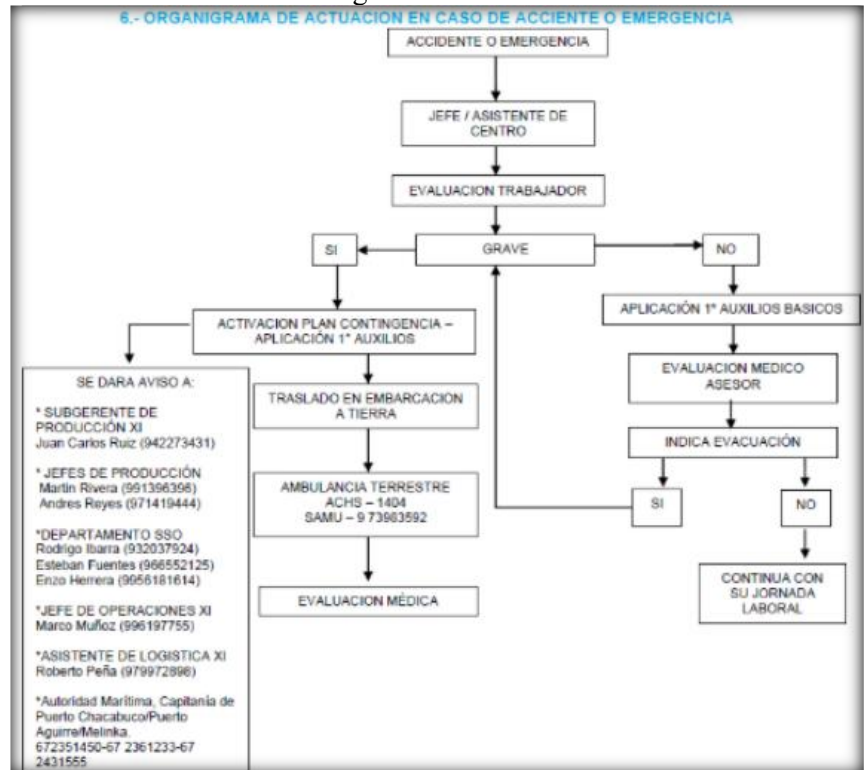 6.- ORGANIGRAMA DE ACTUACION EN CASO DE ACCIENTE O EMERGENCIA
ACCIDENTE O EMERGENCIA
JEFE / ASISTENTE DE
CENTRO
EVALUACION TRABAJADOR
SI
GRAVE
NO
ACTIVACION PLAN CONTINGENCIA –
APLICACIÓN 1° AUXILIOS
SE DARA AVISO A:
* SUBGERENTE DE
PRODUCCIÓN XI
Juan Carlos Ruiz (942273431)
* JEFES DE PRODUCCIÓN
Martin Rivera (991396396)
Andres Reyes (971419444)
*DEPARTAMENTO SSO
Rodrigo Ibarra (932037924)
Esteban Fuentes (966552125)
Enzo Herrera (9956181614)
*JEFE DE OPERACIONES XI
Marco Muñoz (996197755)
*ASISTENTE DE LOGISTICA XI
Roberto Peña (979972898)
*Autoridad Marítima, Capitanía de
Puerto Chacabuco/Puerto
Aguirre/Melinka.
672351450-67 2361233-67
2431555
TRASLADO EN EMBARCACION
A TIERRA
AMBULANCIA TERRESTRE
ACHS – 1404
SAMU – 9 73963592
EVALUACION MÉDICA
APLICACIÓN 1° AUXILIOS BASICOS
EVALUACION MEDICO
ASESOR
INDICA EVACUACIÓN
SI
NO
CONTINUA CON
SU JORNADA
LABORAL